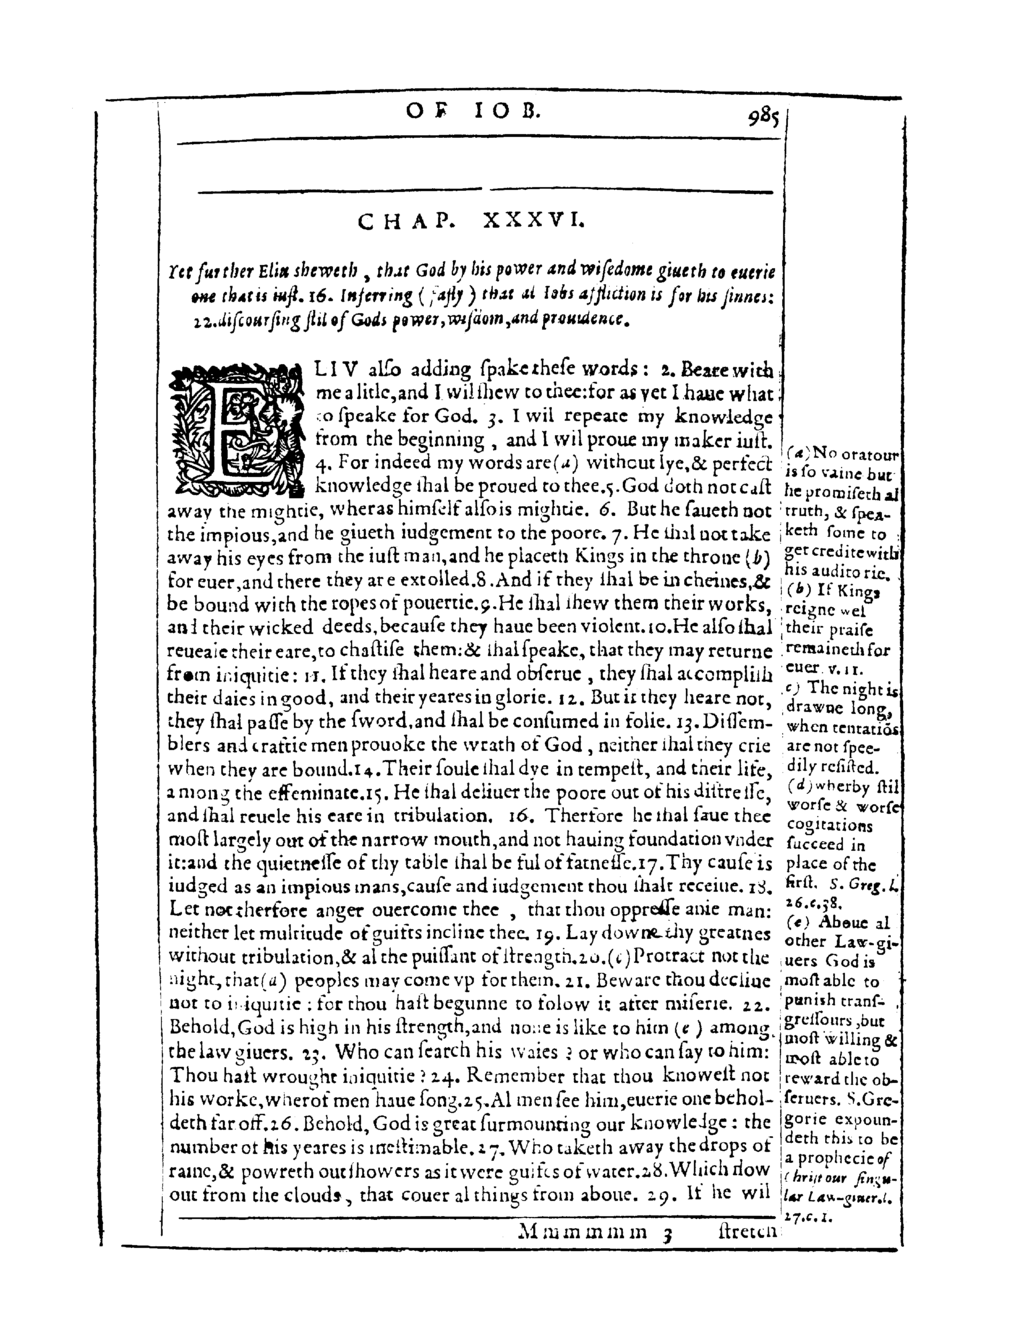 OF IOB.
985
CHAP. XXXVI.
Yet further Eliu sheweth, that God by his power and wiſedome giueth to euerie
one that is iuſt. 16. Inferring (faſly) that al Iobs affliction is for his ſinnes:
22. diſcourſing ſtil of Gods power, wiſdom, and prouidence.
ELIV alſo adding ſpake theſe words: 2. Beare with
me a litle, and I wil ſhew to thee: for as yet I haue what
to ſpeake for God. 3. I wil repeate my knowledge
from the beginning, and I wil proue my maker iuſt.
4. For indeed my words are (a) without lye, & perfect
knowledge ſhal be proued to thee. 5. God doth not caſt
away the mightie, wheras himſelf alſo is mightie. 6. But he ſaueth not
the impious, and he giueth iudgement to the poore. 7. He ſhal not take
away his eyes from the iuſt man, and he placeth Kings in the throne (b)
for euer, and there they are extolled. 8. And if they ſhal be in cheines, &
be bound with the ropes of pouertie. 9. He ſhal ſhew them their works,
and their wicked deeds, becauſe they haue been violent. 10. He alſo ſhal
reueale their eare, to chaſtiſe them: & ſhal ſpeake, that they may returne
from iniquitie: 11. If they ſhal heare and obſerue, they ſhal accompliſh
their daies in good, and their yeares in glorie. 12. But if they heare not,
they ſhal paſſe by the ſword, and ſhal be conſumed in folie. 13. Diſſem-
blers and craftie men prouoke the wrath of God, neither ſhal they crie
when they are bound. 14. Their ſoule ſhal dye in tempeſt, and their life,
among the effeminate. 15. He ſhal deliuer the poore out of his diſtreſſe,
and ſhal reuele his eare in tribulation. 16. Therfore he ſhal ſaue thee
moſt largely out of the narrow mouth, and not hauing foundation vnder
it: and the quietneſſe of thy table ſhal be ful of fatneſſe. 17. Thy cauſe is
iudged as an impious mans, cauſe and iudgement thou ſhalt receiue. 18.
Let not therfore anger ouercome thee, that thou oppreſſe anie man:
neither let multitude of guifts incline thee. 19. Lay downe thy greatnes
without tribulation, & al the puiſſant of ſtrength. 20. (c) Protract not the
night, that (d) peoples may come vp for them. 21. Beware thou decline
not to iniquitie: for thou haſt begunne to folow it after miſerie. 22.
Behold, God is high in his ſtrength, and none is like to him (e) among
the law giuers. 23. Who can ſearch his waies? or who can ſay to him:
Thou haſt wrought iniquitie? 24. Remember that thou knoweſt not
his worke, wherof men haue ſong. 25. Al men ſee him, euerie one behol-
deth far off. 26. Behold, God is great ſurmounting our knowledge: the
number of his yeares is ineſtimable. 27. Who taketh away the drops of
raine, & powreth out ſhowers as it were guifts of water. 28. Which flow
out from the clouds, that couer al things from aboue. 29. If he wil
Mmmmmm 3 ſtretch
(a) No oratour
is ſo vaine but
he promiſeth al
truth, & ſpea-
keth ſome to
get credite with
his auditorie.
(b) If Kings
reigne wel
their praiſe
remaineth for
euer. v. 11.
c) The night is
drawne long,
when tentatiõs
are not ſpee-
dily reſiſted.
(d) wherby ſtil
worſe & worſe
cogitations
ſucceed in
place of the
firſt. S. Greg. l.
26. c. 38.
(e) Aboue al
other Law-gi-
uers God is
moſt able to
puniſh tranſ-
greſſours, but
moſt willing &
moſt able to
reward the ob-
ſeruers. S. Gre-
gorie expoun-
deth this to be
a prophecie of
Chriſt our ſingu-
lar Law-giuer. l.
27. c. 1.